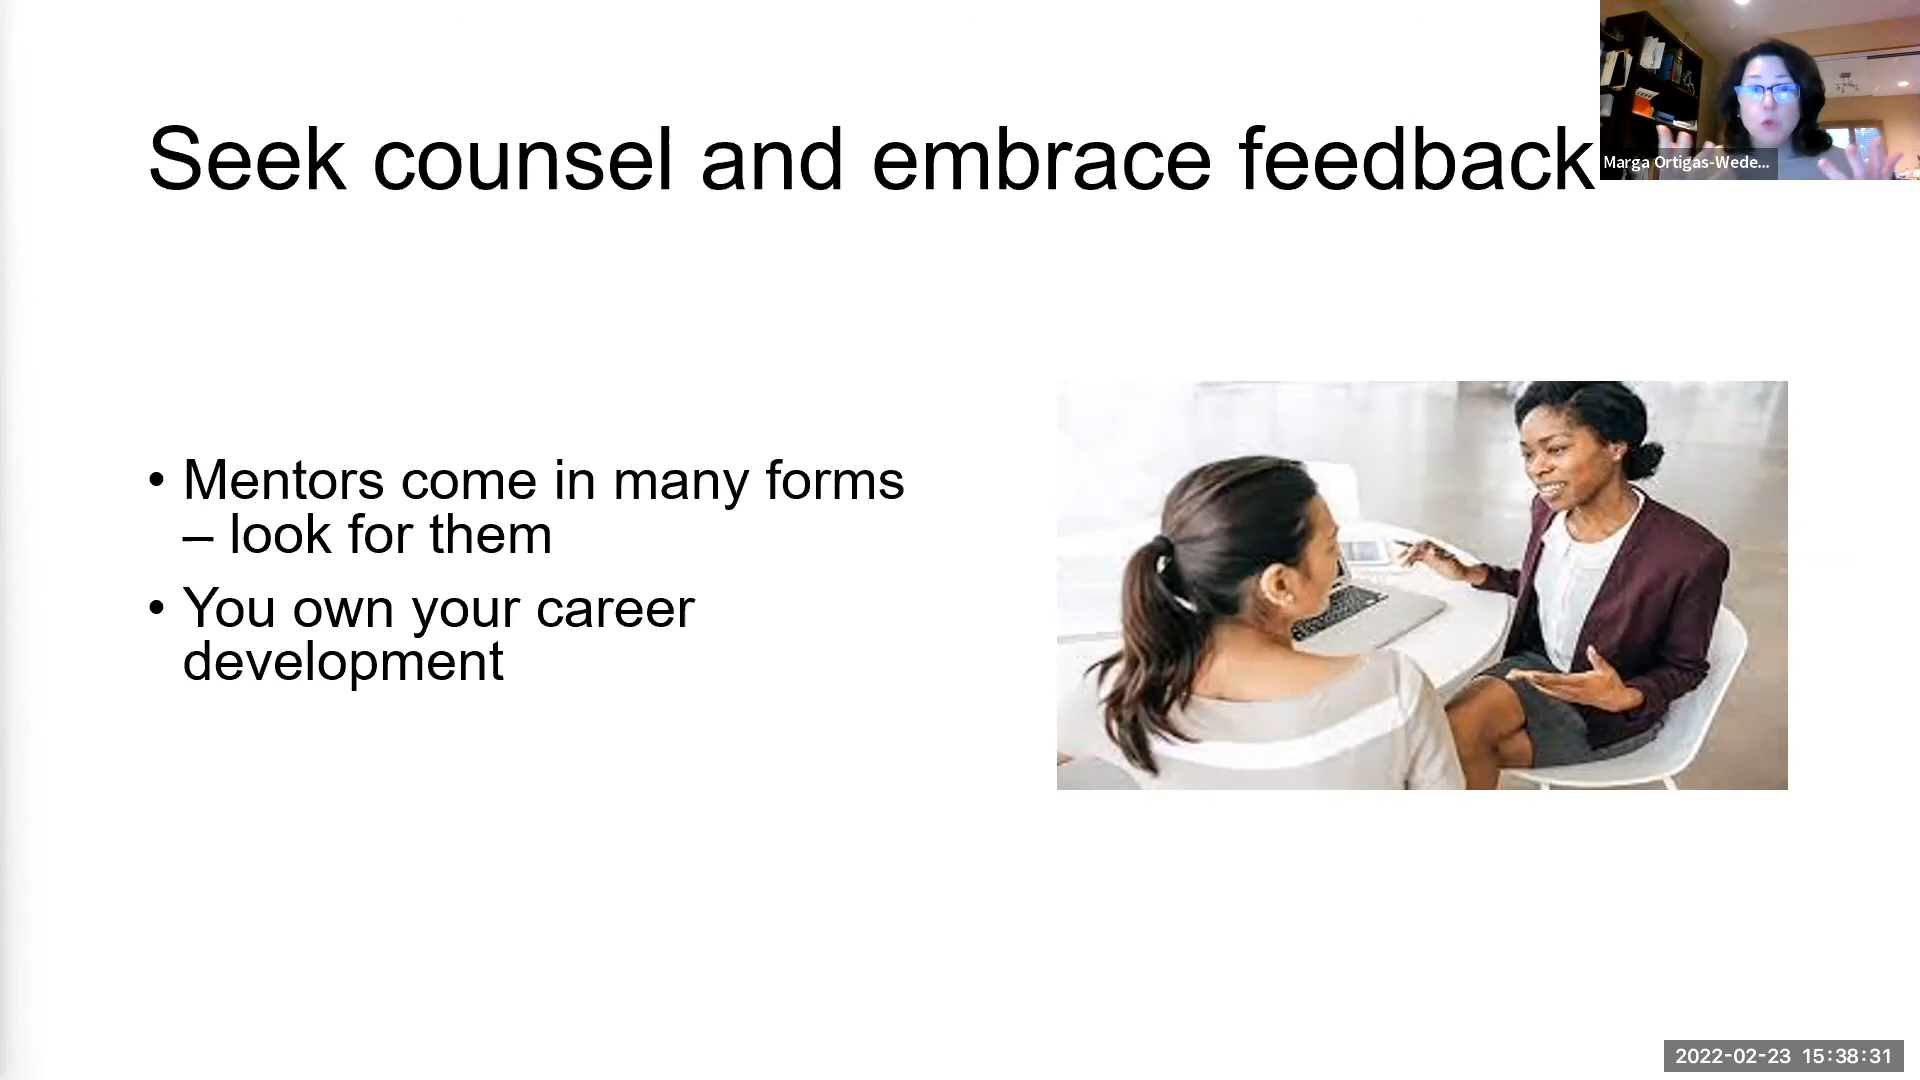 Seek counsel and embrace feedback
Marga Ortigas-Wede...
• Mentors come in many forms
– look for them
• You own your career
development
2022-02-23 15:38:31